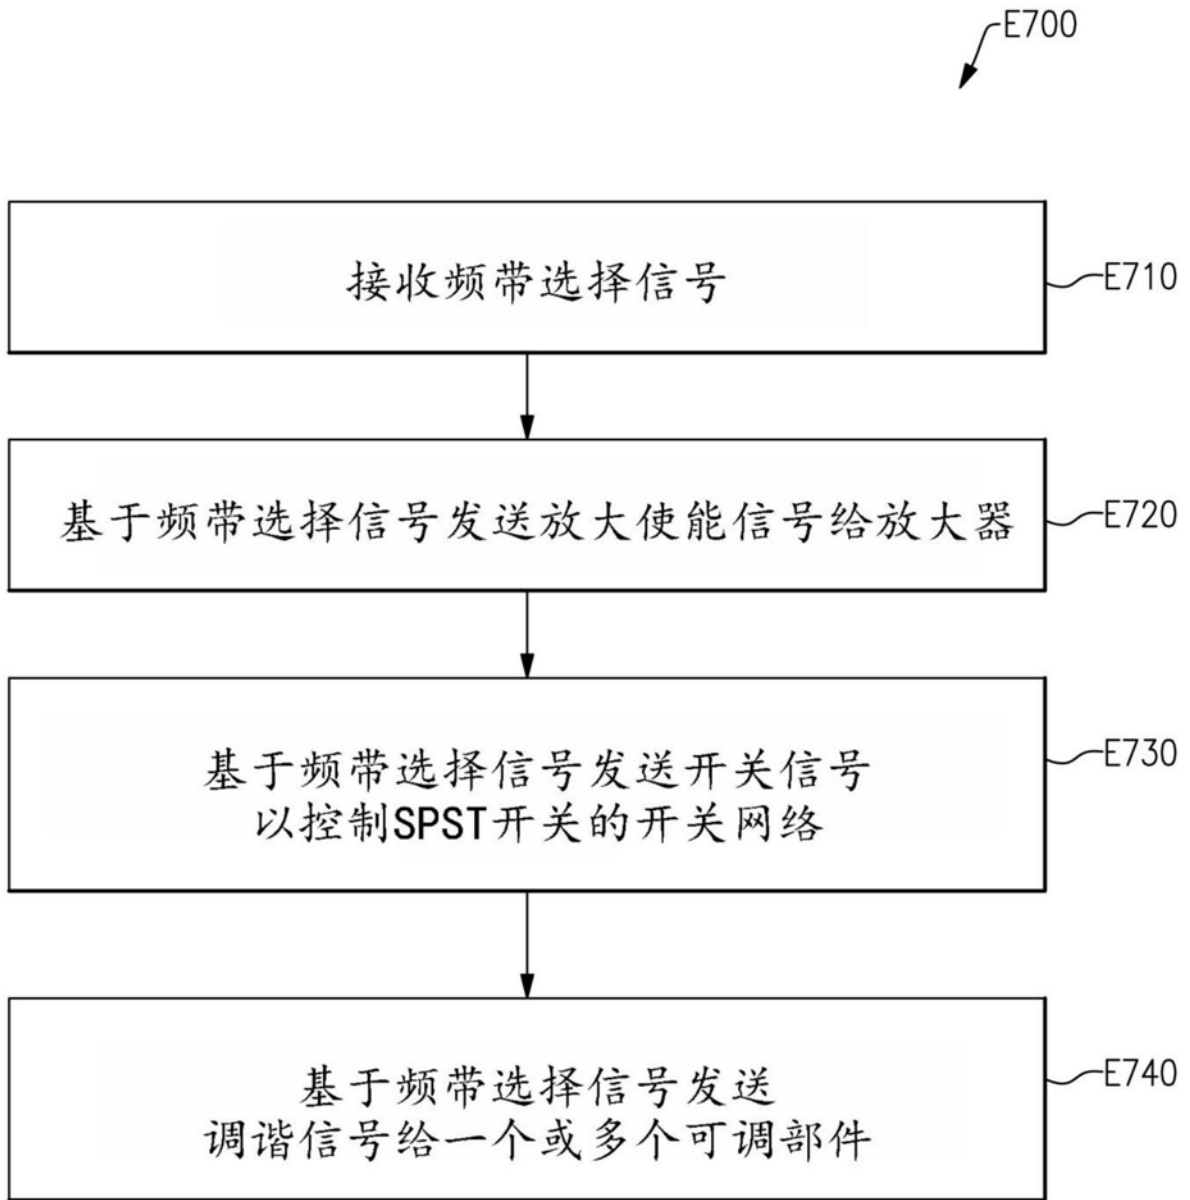 E700
接收频带选择信号
E710
基于频带选择信号发送放大使能信号给放大器
E720
基于频带选择信号发送开关信号
以控制SPST开关的开关网络
E730
基于频带选择信号发送
调谐信号给一个或多个可调部件
E740